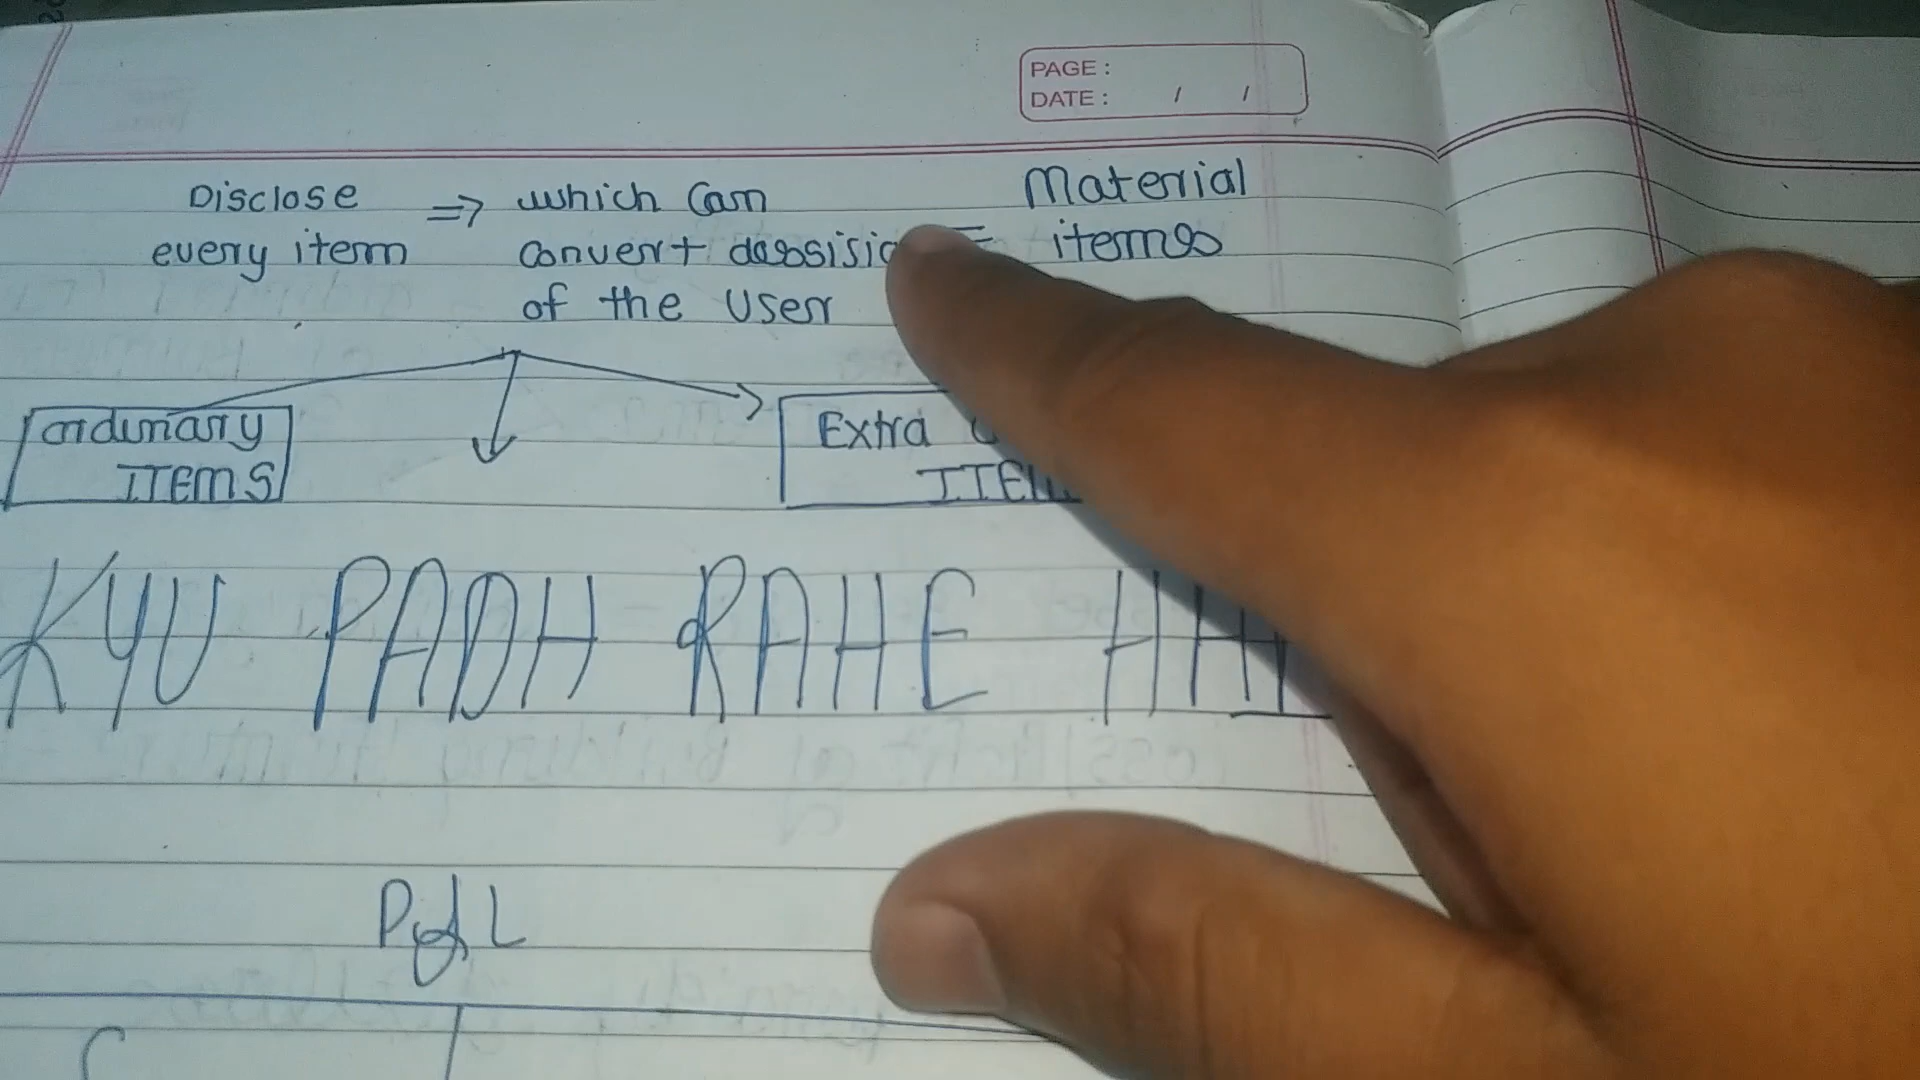 PAGE :
DATE : / /
Disclose => which can Material
every item convert = items
of the user
ordinary Extra
ITEMS
KYU PADH RAHE
P&L